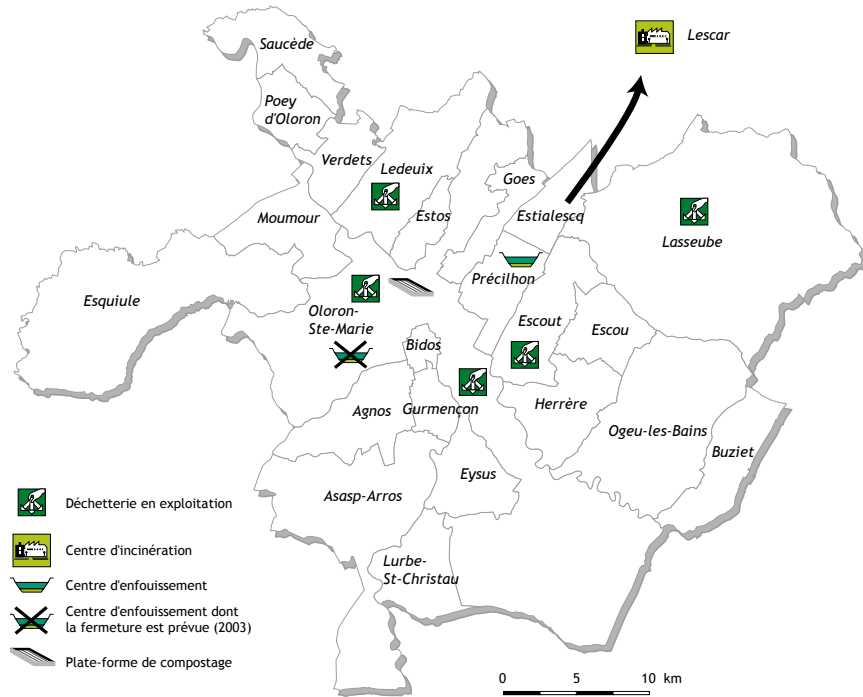 Saucède
Lescar
Poey
d'Oloron
Verdets
Ledeuix
Goes
Moumour
Estos
Estialescq
Lasseube
Précilhon
Esquiule
Oloron-
Ste-Marie
Escout
Escou
Bidos
Agnos
Gurmençon
Herrère
Ogeu-les-Bains
Buziet
Eysus
Asasp-Arros
Lurbe-
St-Christau
Déchetterie en exploitation
Centre d'incinération
Centre d'enfouissement
Centre d'enfouissement dont
la fermeture est prévue (2003)
Plate-forme de compostage
0 5 10 km